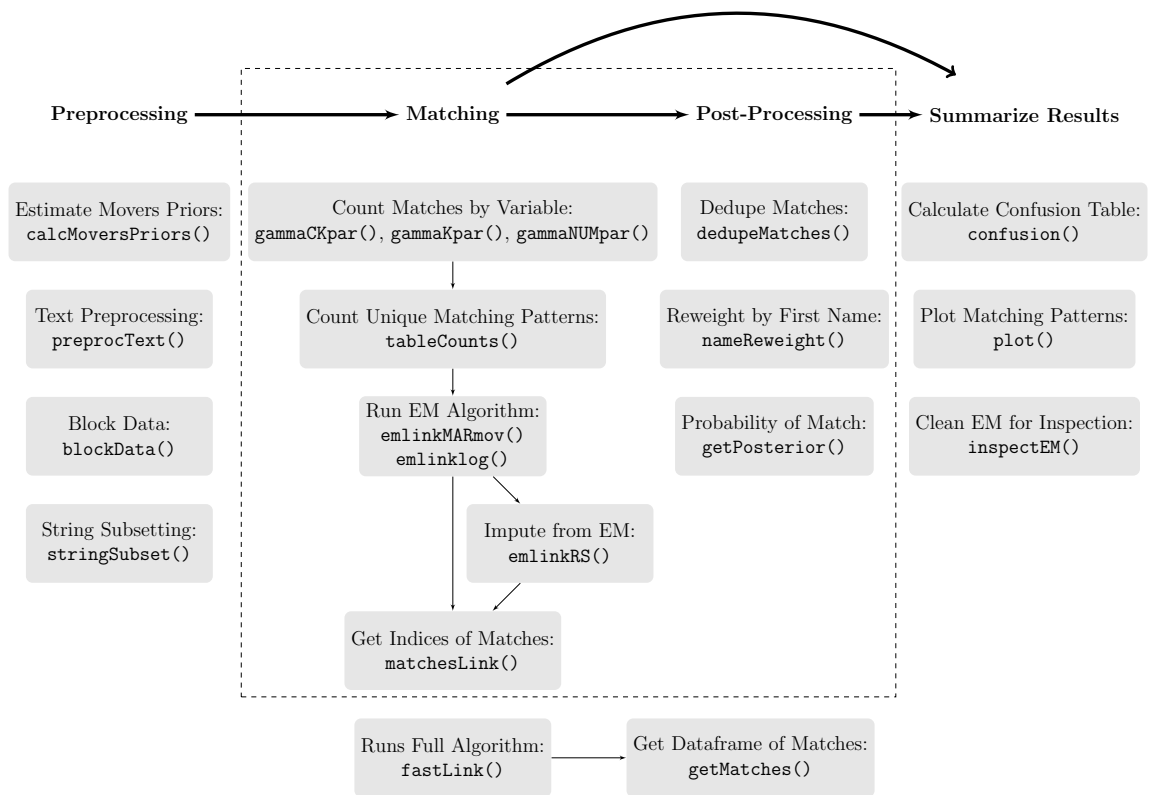 Preprocessing
Matching
Post-Processing
Summarize Results
Estimate Movers Priors:
calcMoversPriors()
Text Preprocessing:
preprocText()
Block Data:
blockData()
String Subsetting:
stringSubset()
Count Matches by Variable:
gammaCKpar(), gammaKpar(), gammaNUMpar()
Count Unique Matching Patterns:
tableCounts()
Run EM Algorithm:
emlinkMARmov()
emlinklog()
Impute from EM:
emlinkRS()
Get Indices of Matches:
matchesLink()
Dedupe Matches:
dedupeMatches()
Reweight by First Name:
nameReweight()
Probability of Match:
getPosterior()
Calculate Confusion Table:
confusion()
Plot Matching Patterns:
plot()
Clean EM for Inspection:
inspectEM()
Runs Full Algorithm:
fastLink()
Get Dataframe of Matches:
getMatches()